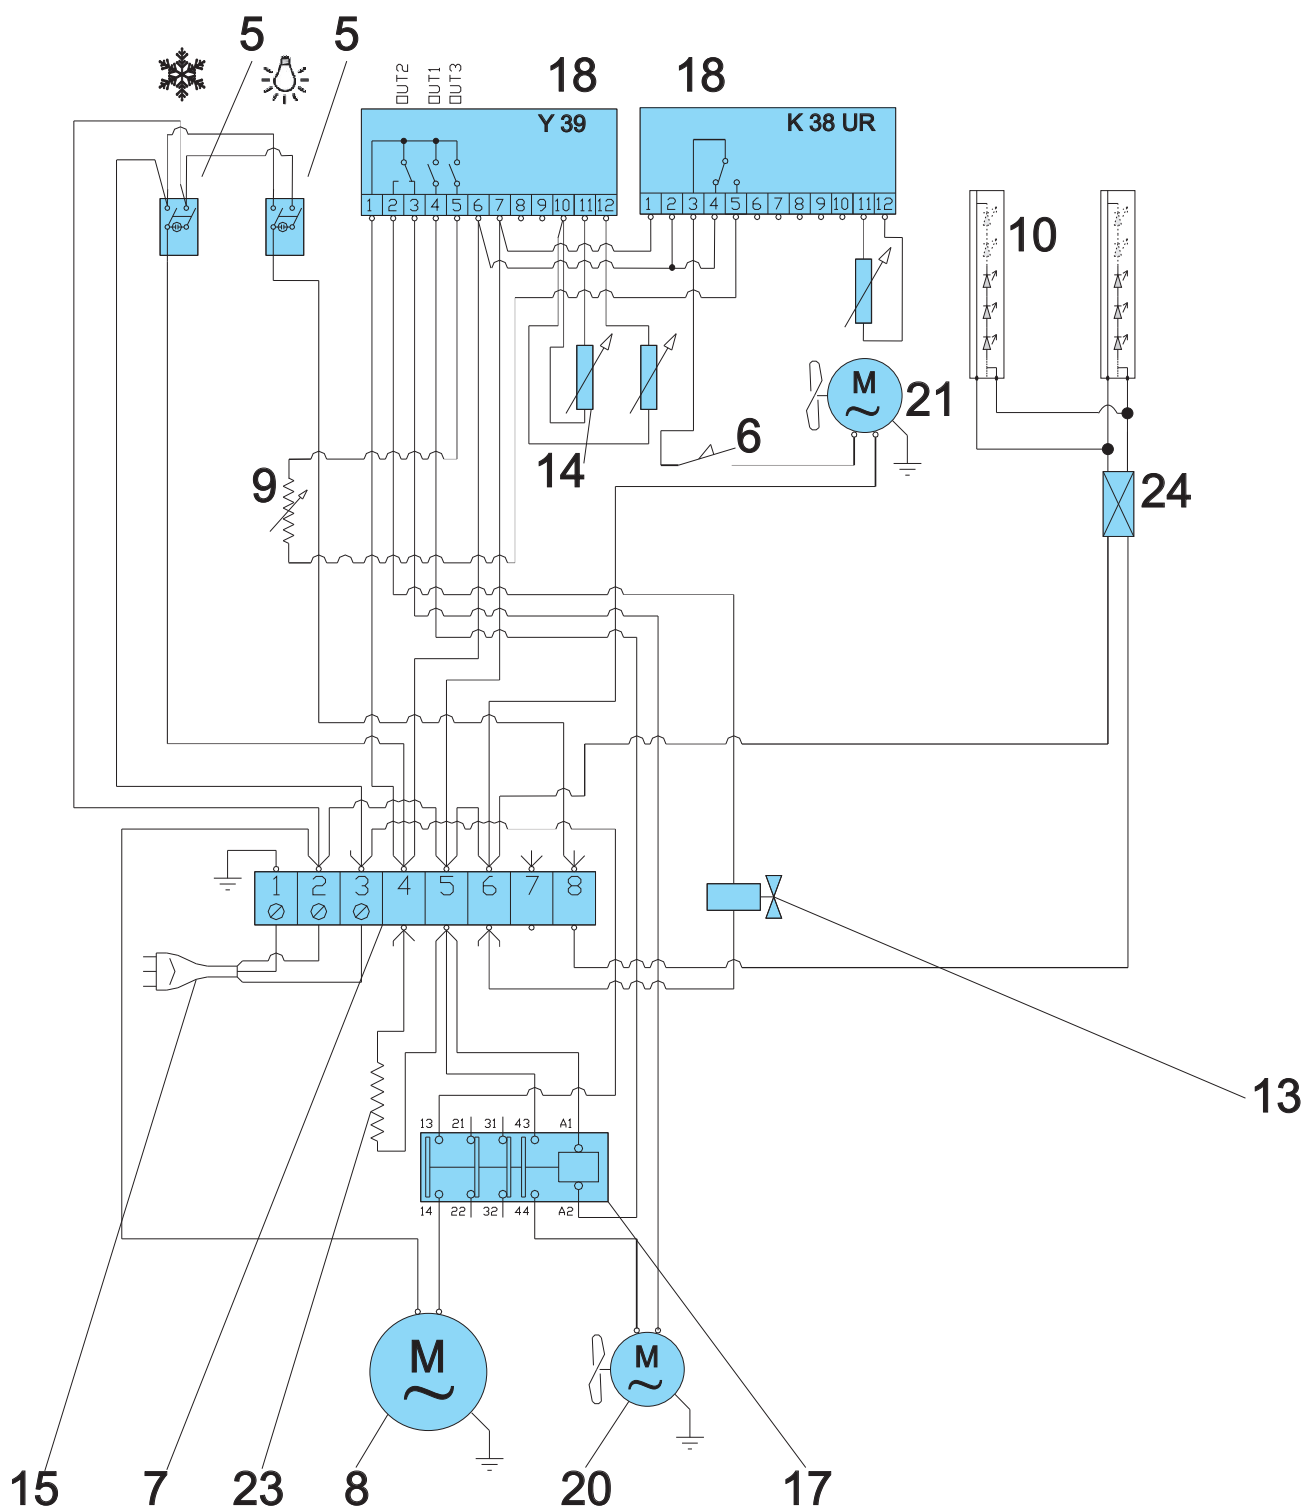 5 5
OUT2 OUT1 OUT3 18 18
Y 39 K 38 UR
1 2 3 4 5 6 7 8 9 10 11 12
1 2 3 4 5 6 7 8 9 10 11 12
10
M
21
6
14
9
24
1 2 3 4 5 6 7 8
13
13 21 31 43 A1
14 22 32 44 A2
M
M
15 7 23 8 20 17